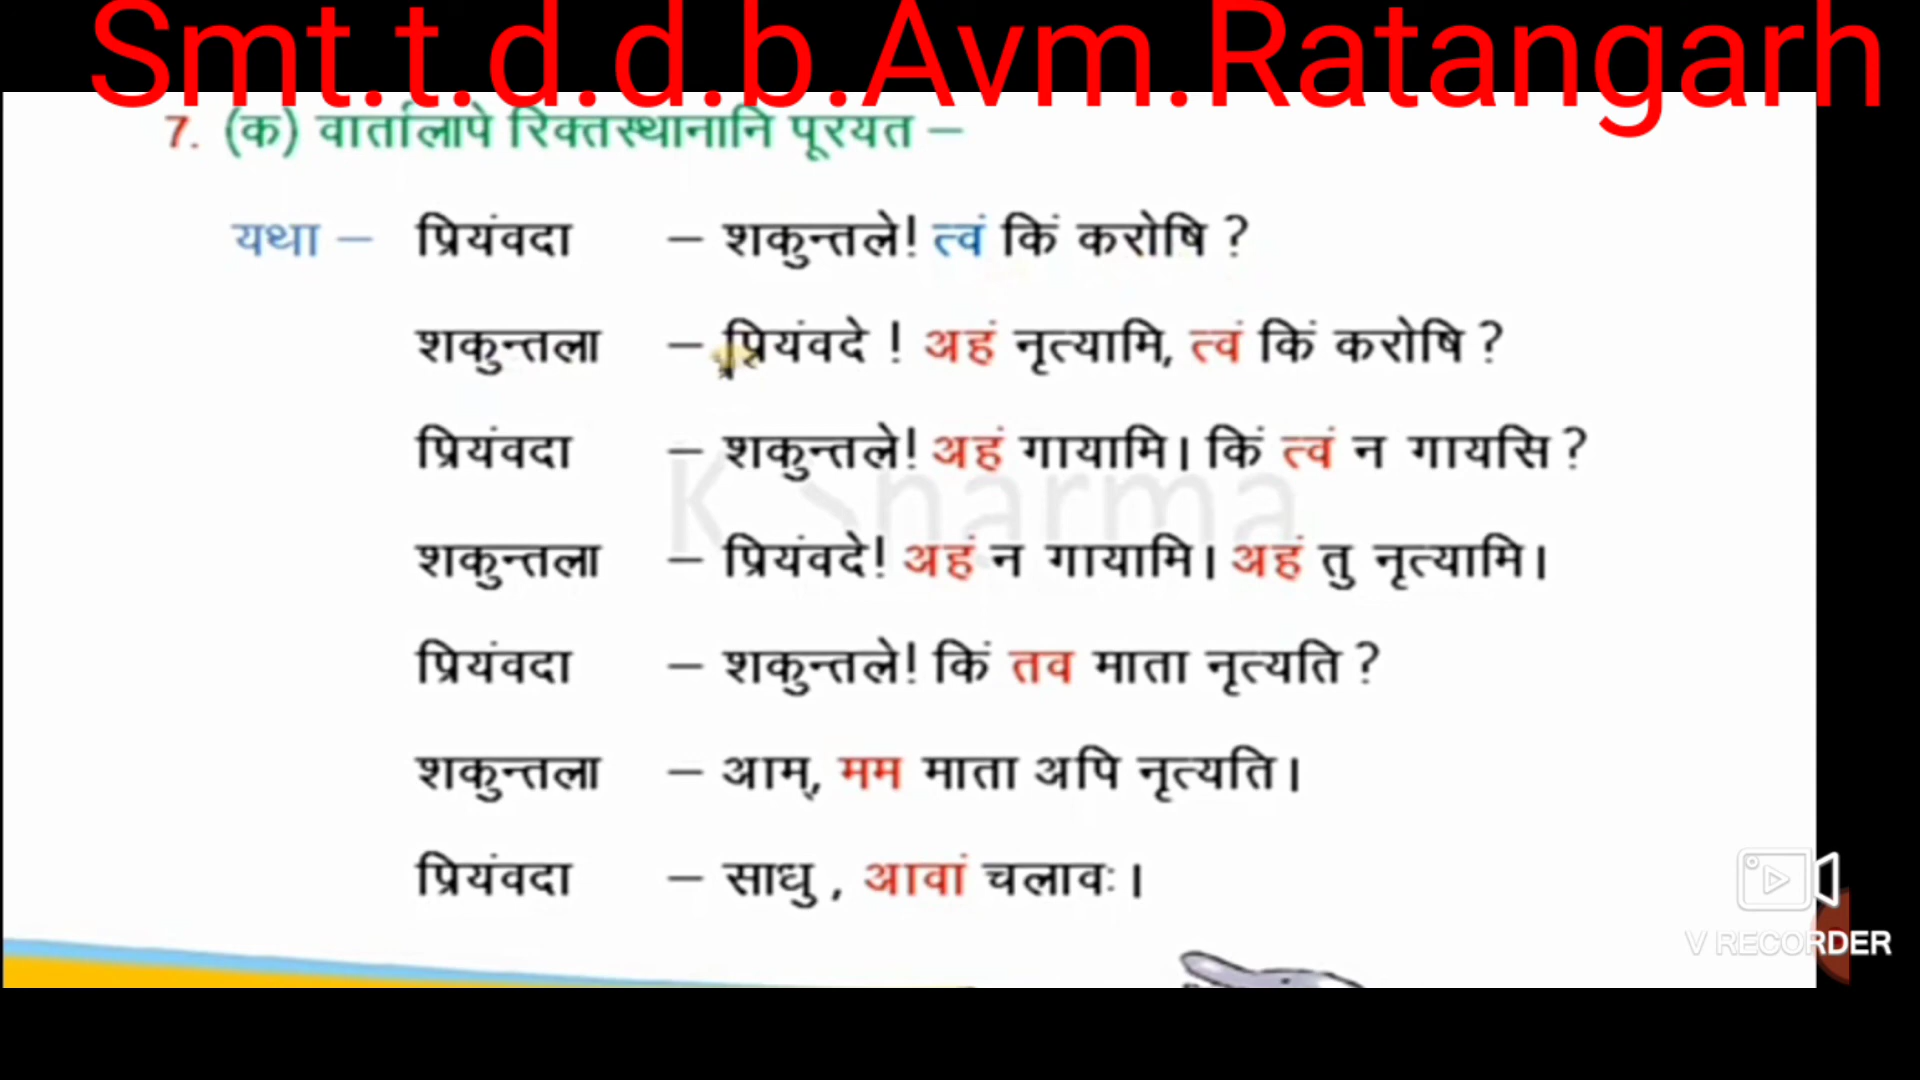 Smt.t.d.d.b.Avm.Ratangarh
7. (क) वार्तालापे रिक्तस्थानानि पूरयत –
यथा – प्रियंवदा – शकुन्तले! त्वं किं करोषि ?
शकुन्तला – प्रियंवदे ! अहं नृत्यामि, त्वं किं करोषि ?
प्रियंवदा – शकुन्तले! अहं गायामि। किं त्वं न गायसि ?
K Sharma
शकुन्तला – प्रियंवदे! अहं न गायामि। अहं तु नृत्यामि।
प्रियंवदा – शकुन्तले! किं तव माता नृत्यति ?
शकुन्तला – आम्, मम माता अपि नृत्यति।
प्रियंवदा – साधु , आवां चलावः।
V RECORDER